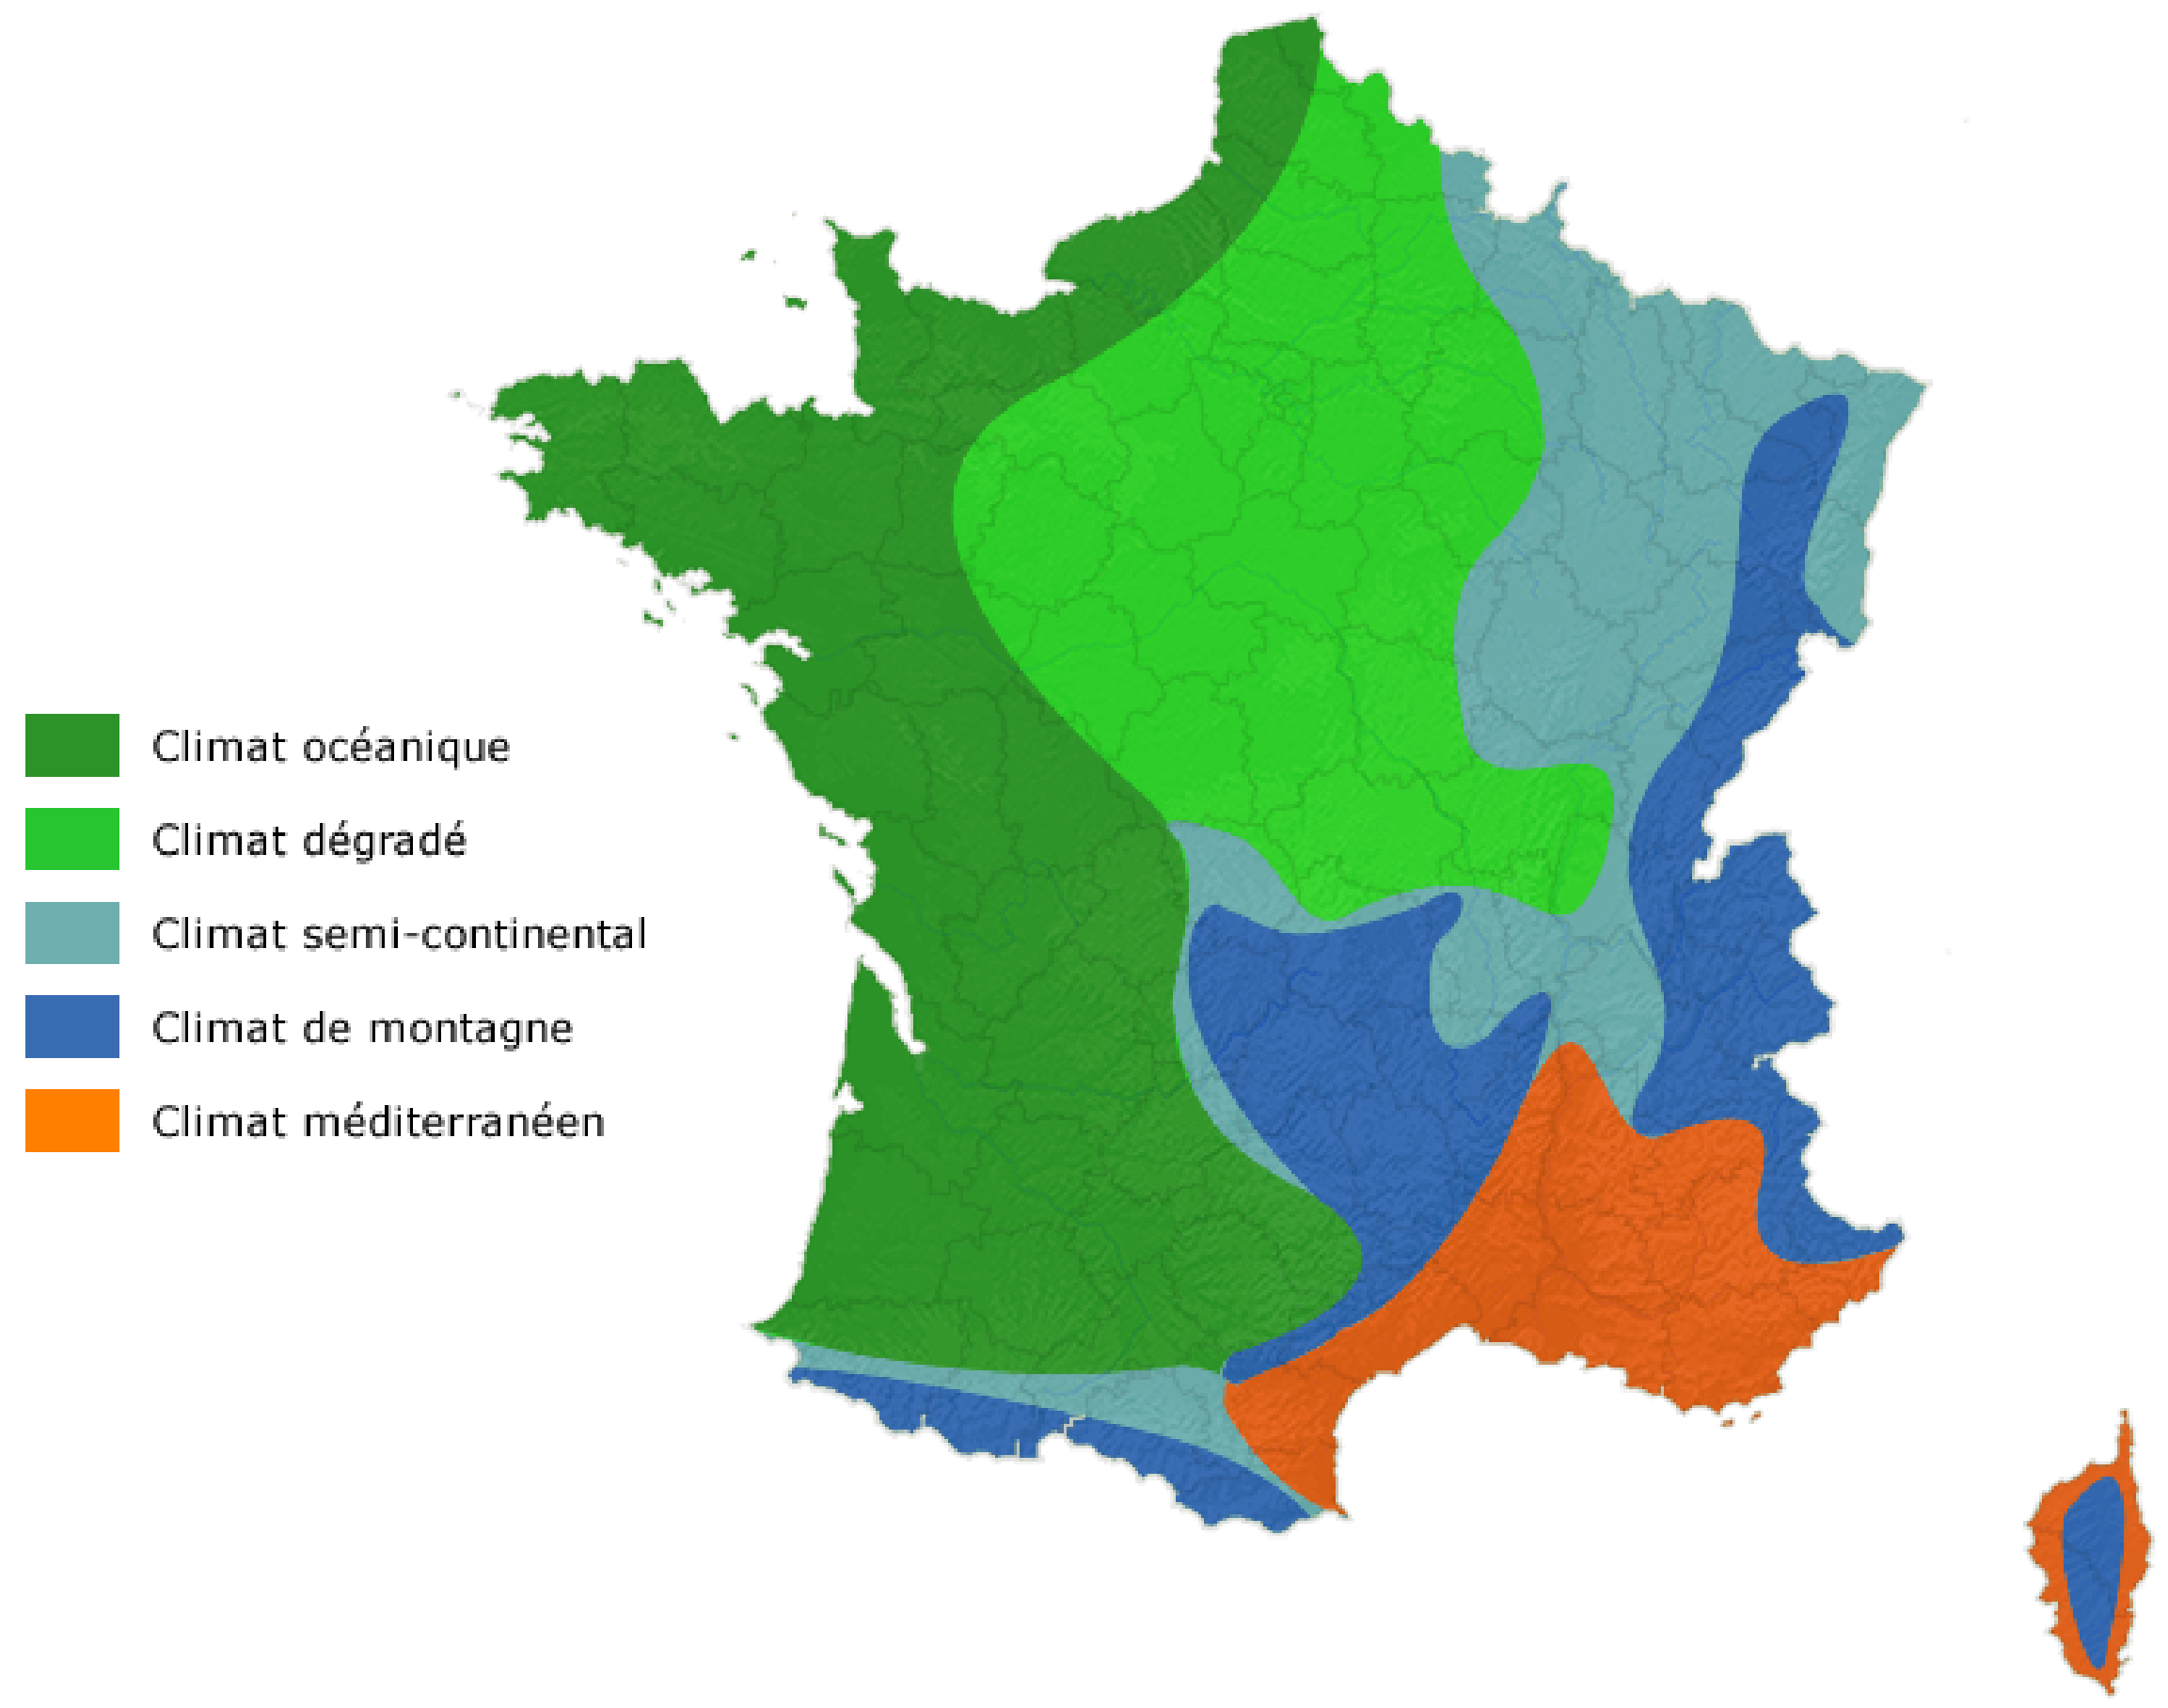 Climat océanique
Climat dégradé
Climat semi-continental
Climat de montagne
Climat méditerranéen